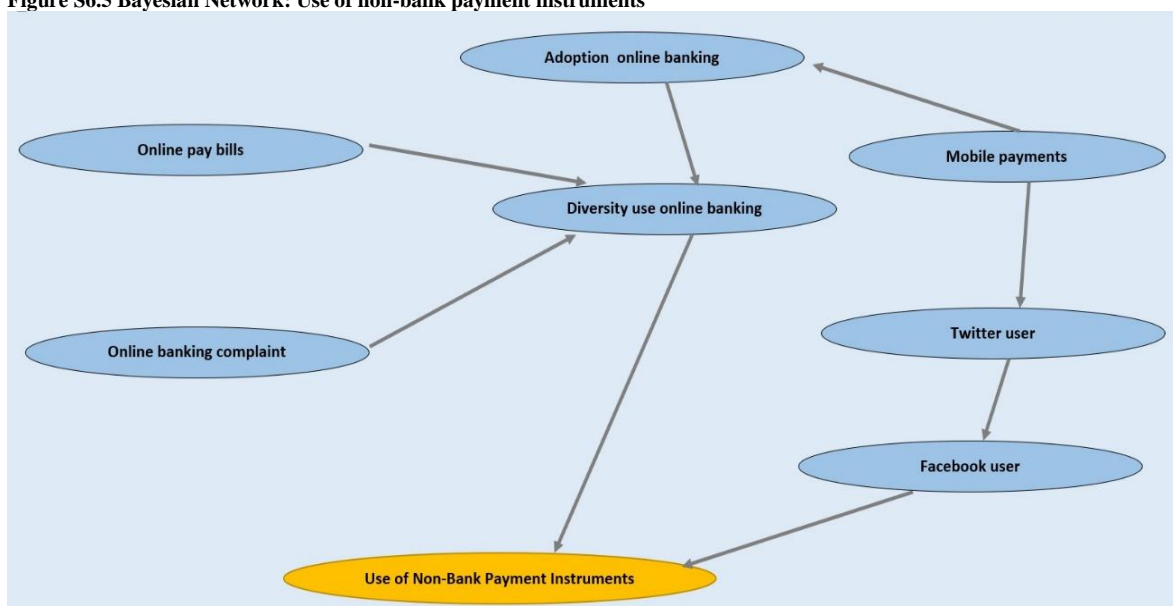 Figure S6.5 Bayesian Network: Use of non-bank payment instruments
Adoption online banking
Online pay bills
Mobile payments
Diversity use online banking
Twitter user
Online banking complaint
Facebook user
Use of Non-Bank Payment Instruments